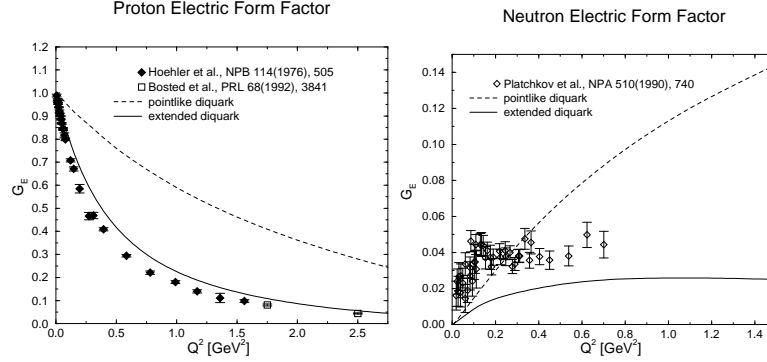 Proton Electric Form Factor
1.2
1.1
1.0
0.9
0.8
0.7
0.6
0.5
0.4
0.3
0.2
0.1
0.0
G_E
Hoehler et al., NPB 114(1976), 505
Bosted et al., PRL 68(1992), 3841
pointlike diquark
extended diquark
0.0 0.5 1.0 1.5 2.0 2.5
Q² [GeV²]
Neutron Electric Form Factor
0.14
0.12
0.10
0.08
0.06
0.04
0.02
0.00
G_E
Platchkov et al., NPA 510(1990), 740
pointlike diquark
extended diquark
0.0 0.2 0.4 0.6 0.8 1.0 1.2 1.4
Q² [GeV²]